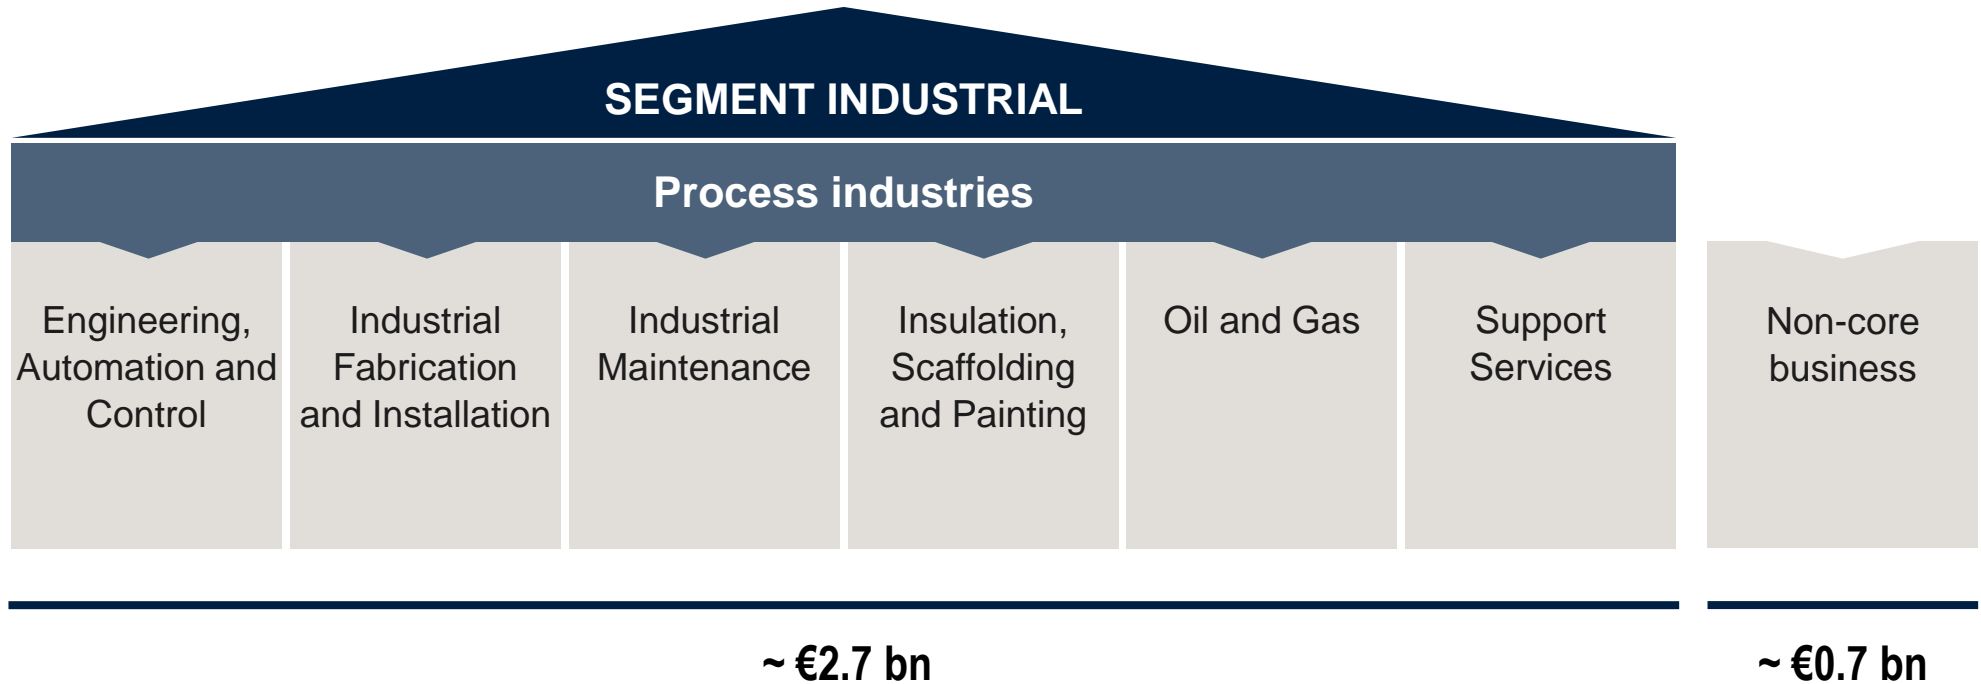 SEGMENT INDUSTRIAL
Process industries
Engineering,
Automation and
Control
Industrial
Fabrication
and Installation
Industrial
Maintenance
Insulation,
Scaffolding
and Painting
Oil and Gas
Support
Services
Non-core
business
~ €2.7 bn
~ €0.7 bn